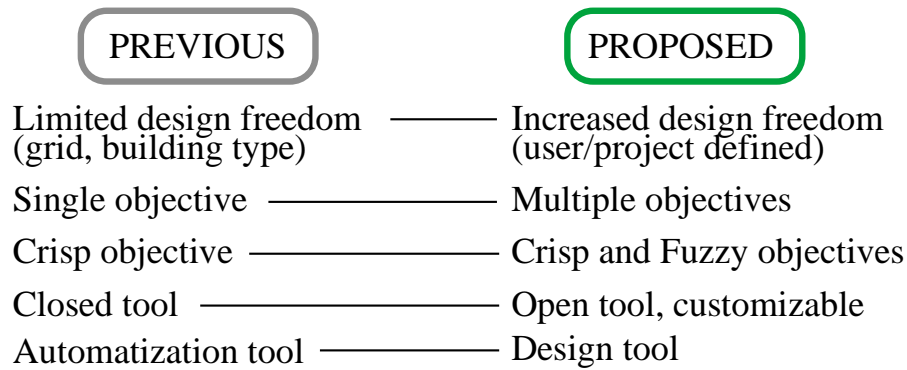 PREVIOUS PROPOSED
Limited design freedom Increased design freedom
(grid, building type) (user/project defined)
Single objective Multiple objectives
Crisp objective Crisp and Fuzzy objectives
Closed tool Open tool, customizable
Automatization tool Design tool